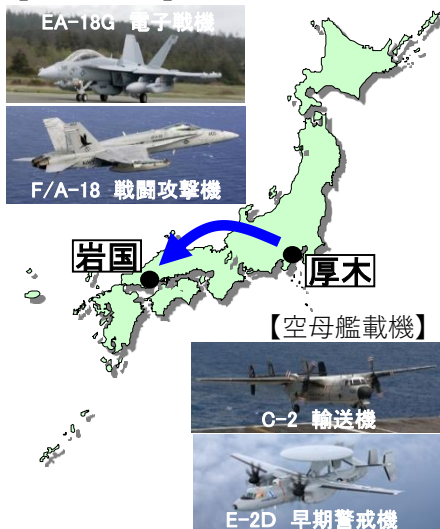 EA-18G 電子戦機
F/A-18 戦闘攻撃機
岩国
厚木
【空母艦載機】
C-2 輸送機
E-2D 早期警戒機